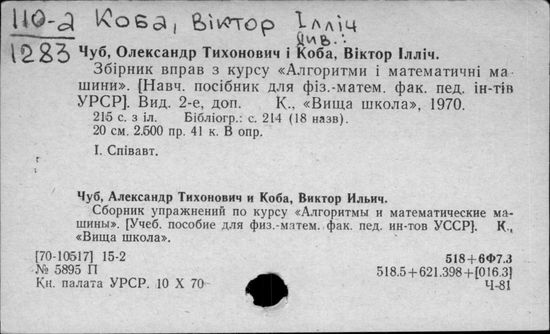 110-а Коба, Віктор Ілліч
1283 Див.:
Чуб, Олександр Тихонович і Коба, Віктор Ілліч.
Збірник вправ з курсу «Алгоритми і математичні ма-
шини». [Навч. посібник для фіз.-матем. фак. пед. ін-тів
УРСР]. Вид. 2-е, доп. К., «Вища школа», 1970.
215 с. з іл. Бібліогр.: с. 214 (18 назв).
20 см. 2.500 пр. 41 к. В опр.
I. Співавт.
Чуб, Александр Тихонович и Коба, Виктор Ильич.
Сборник упражнений по курсу «Алгоритмы и математические ма-
шины». [Учеб. пособие для физ.-матем. фак. пед. ин-тов УССР]. К.,
«Вища школа».
[70-10517] 15-2 518+6Ф7.3
№ 5895 П 518.5+621.398+[016.3]
Кн. палата УРСР. 10 X 70 Ч-81